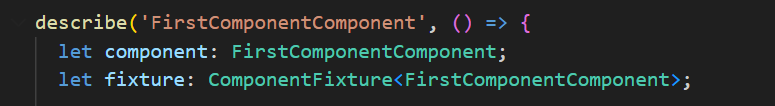 describe('FirstComponentComponent', () => {
  let component: FirstComponentComponent;
  let fixture: ComponentFixture<FirstComponentComponent>;